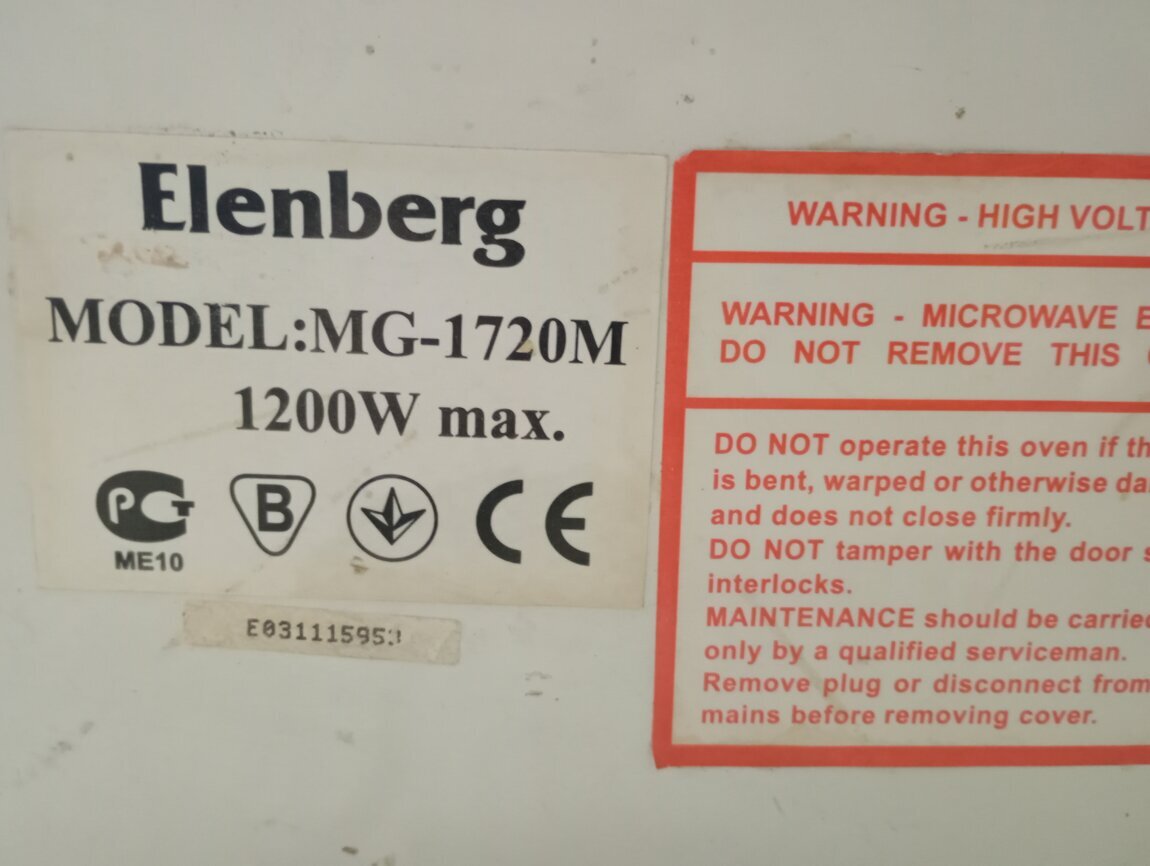 Elenberg
MODEL:MG-1720M
1200W max.
РСТ B CE
ME10
WARNING - HIGH
WARNING - MICROWAVE
DO NOT REMOVE THIS
DO NOT operate this oven if
is bent, warped or otherwise
and does not close firmly.
DO NOT tamper with the door
interlocks.
MAINTENANCE should be carried
only by a qualified serviceman.
Remove plug or disconnect from
mains before removing cover.